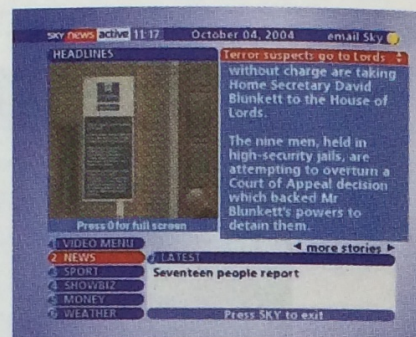 sky news active 11:17 October 04, 2004 email Sky
HEADLINES
Terror suspects go to Lords
without charge are taking
Home Secretary David
Blunkett to the House of
Lords.
The nine men, held in
high-security jails, are
attempting to overturn a
Court of Appeal decision
which backed Mr
Blunkett's powers to
detain them.
Press 0 for full screen
more stories
1 VIDEO MENU
2 NEWS
3 SPORT
4 SHOWBIZ
5 MONEY
6 WEATHER
LATEST
Seventeen people report
Press SKY to exit